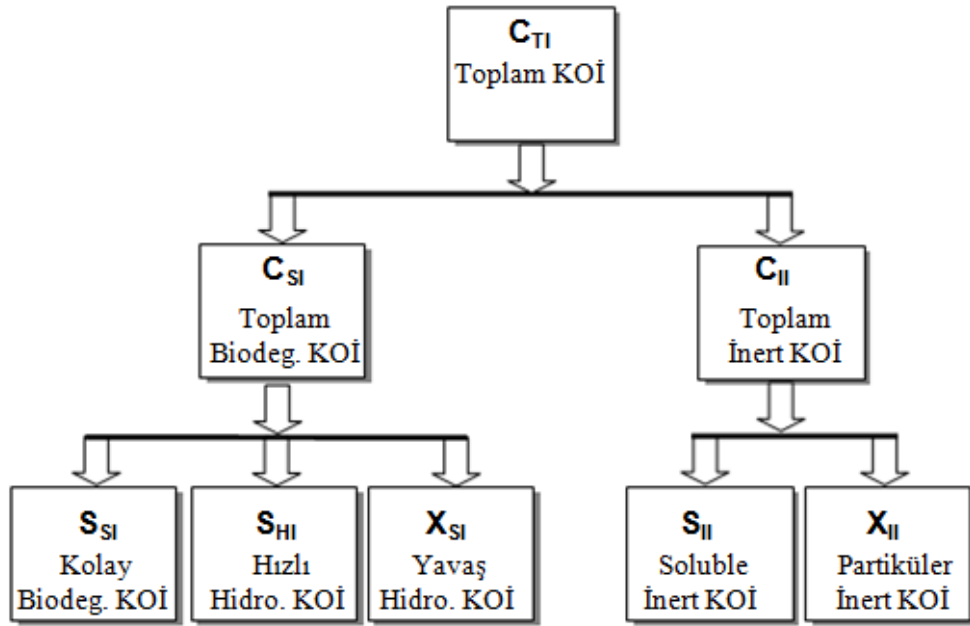 C_TI
Toplam KOİ
C_SI
Toplam
Biodeg. KOİ
C_II
Toplam
İnert KOİ
S_SI
Kolay
Biodeg. KOİ
S_HI
Hızlı
Hidro. KOİ
X_SI
Yavaş
Hidro. KOİ
S_II
Soluble
İnert KOİ
X_II
Partiküler
İnert KOİ